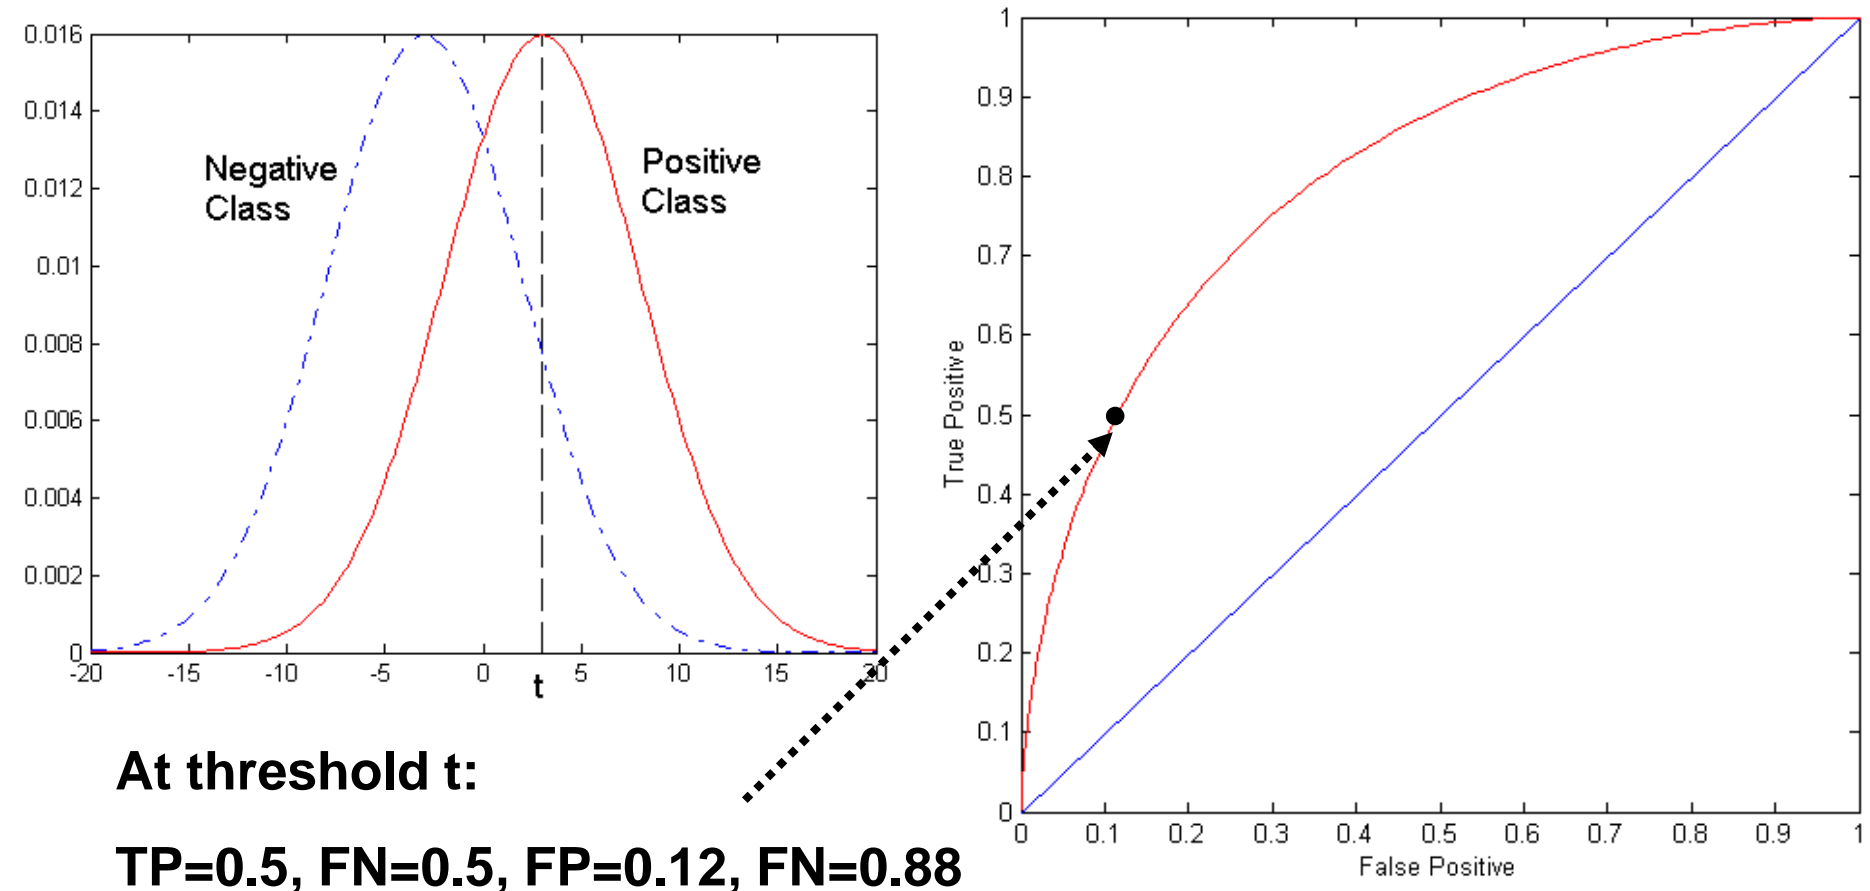 0.016
0.014
0.012
0.01
0.008
0.006
0.004
0.002
0
-20 -15 -10 -5 0 t 5 10 15 20
Negative
Class
Positive
Class
1
0.9
0.8
0.7
0.6
0.5
0.4
0.3
0.2
0.1
0
True Positive
0 0.1 0.2 0.3 0.4 0.5 0.6 0.7 0.8 0.9 1
False Positive
At threshold t:
TP=0.5, FN=0.5, FP=0.12, FN=0.88